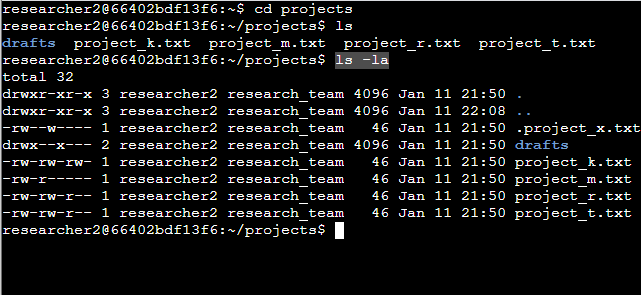 researcher2@66402bdf13f6:~$ cd projects
researcher2@66402bdf13f6:~/projects$ ls
drafts  project_k.txt  project_m.txt  project_r.txt  project_t.txt
researcher2@66402bdf13f6:~/projects$ ls -la
total 32
drwxr-xr-x 3 researcher2 research_team 4096 Jan 11 21:50 .
drwxr-xr-x 3 researcher2 research_team 4096 Jan 11 22:08 ..
-rw--w---- 1 researcher2 research_team   46 Jan 11 21:50 .project_x.txt
drwx--x--- 2 researcher2 research_team 4096 Jan 11 21:50 drafts
-rw-rw-rw- 1 researcher2 research_team   46 Jan 11 21:50 project_k.txt
-rw-r----- 1 researcher2 research_team   46 Jan 11 21:50 project_m.txt
-rw-rw-r-- 1 researcher2 research_team   46 Jan 11 21:50 project_r.txt
-rw-rw-r-- 1 researcher2 research_team   46 Jan 11 21:50 project_t.txt
researcher2@66402bdf13f6:~/projects$